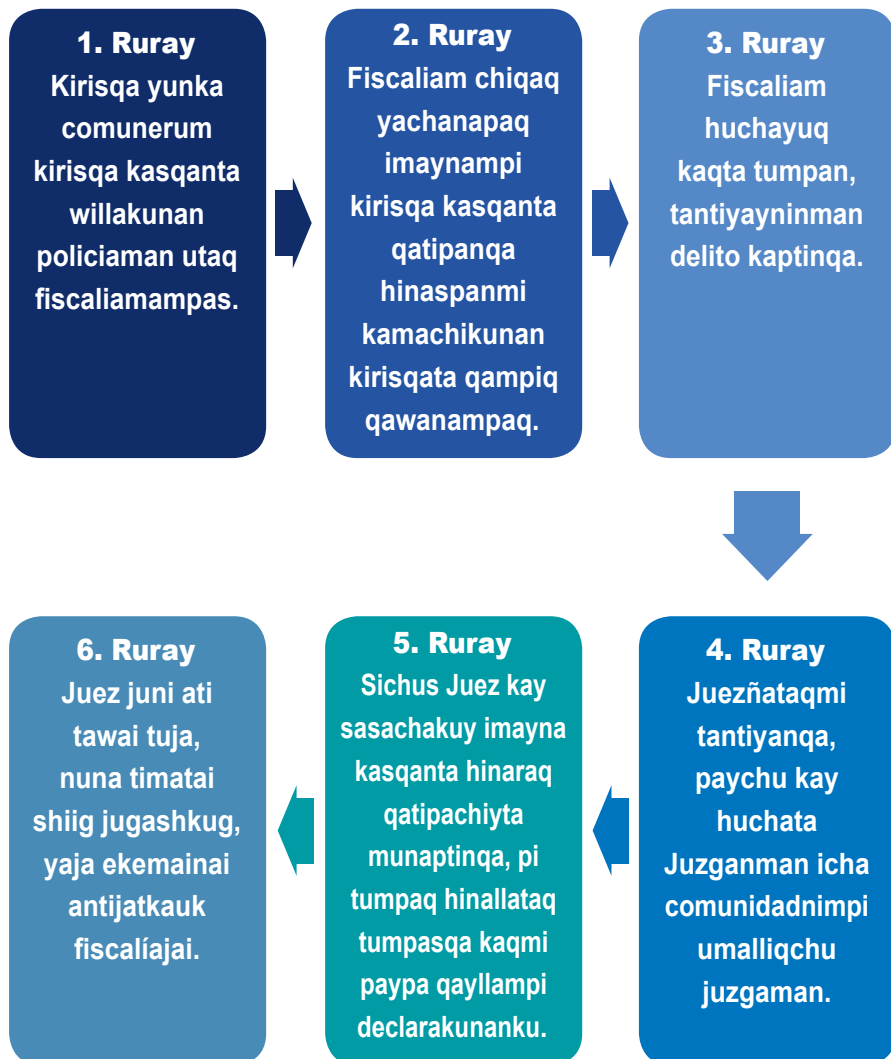 1. Ruray
Kirisqa yunka
comunerum
kirisqa kasqanta
willakunan
policiaman utaq
fiscaliamampas.
2. Ruray
Fiscaliam chiqaq
yachanapaq
imaynampi
kirisqa kasqanta
qatipanqa
hinaspanmi
kamachikunan
kirisqata qampiq
qawanampaq.
3. Ruray
Fiscaliam
huchayuq
kaqta tumpan,
tantiyayninman
delito kaptinqa.
4. Ruray
Juezñataqmi
tantiyanqa,
paychu kay
huchata
Juzganman icha
comunidadnimpi
umalliqchu
juzgaman.
5. Ruray
Sichus Juez kay
sasachakuy imayna
kasqanta hinaraq
qatipachiyta
munaptinqa, pi
tumpaq hinallataq
tumpasqa kaqmi
paypa qayllampi
declarakunanku.
6. Ruray
Juez juni ati
tawai tuja,
nuna timatai
shiig jugashkug,
yaja ekemainai
antijatkauk
fiscalíajai.